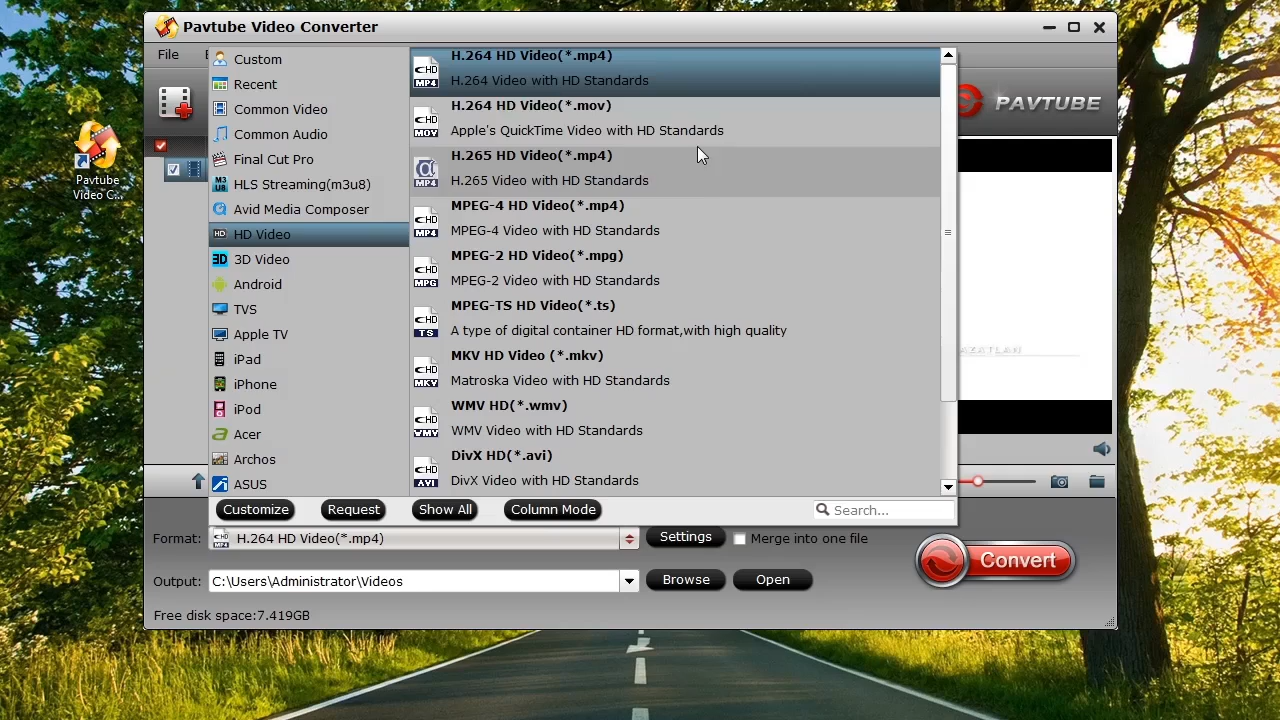 Pavtube Video Converter
File
PAVTUBE
Pavtube
Video C...
Custom
Recent
Common Video
Common Audio
Final Cut Pro
HLS Streaming(m3u8)
Avid Media Composer
HD Video
3D Video
Android
TVS
Apple TV
iPad
iPhone
iPod
Acer
Archos
ASUS
H.264 HD Video(*.mp4)
H.264 Video with HD Standards
H.264 HD Video(*.mov)
Apple's QuickTime Video with HD Standards
H.265 HD Video(*.mp4)
H.265 Video with HD Standards
MPEG-4 HD Video(*.mp4)
MPEG-4 Video with HD Standards
MPEG-2 HD Video(*.mpg)
MPEG-2 Video with HD Standards
MPEG-TS HD Video(*.ts)
A type of digital container HD format,with high quality
MKV HD Video (*.mkv)
Matroska Video with HD Standards
WMV HD(*.wmv)
WMV Video with HD Standards
DivX HD(*.avi)
DivX Video with HD Standards
Customize Request Show All Column Mode Search...
Format: H.264 HD Video(*.mp4) Settings Merge into one file
Convert
Output: C:\Users\Administrator\Videos Browse Open
Free disk space:7.419GB